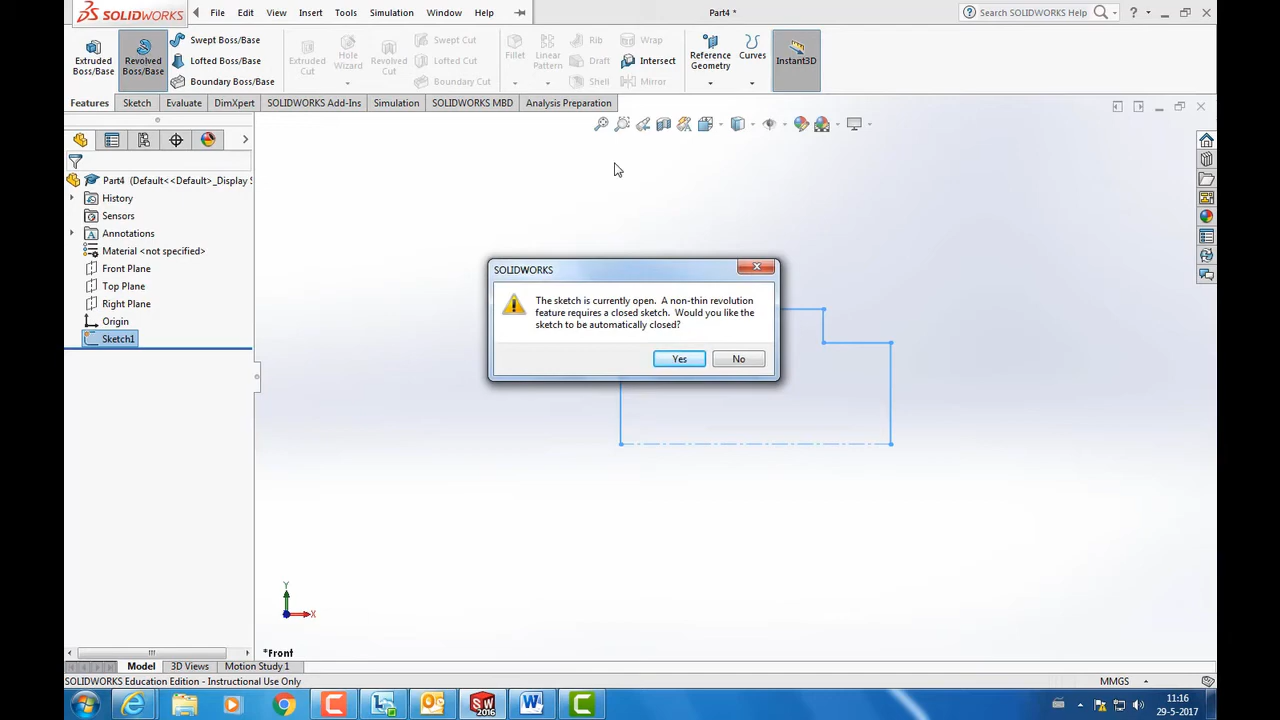 SOLIDWORKS File Edit View Insert Tools Simulation Window Help Part4 * Search SOLIDWORKS Help ?
Extruded Boss/Base
Revolved Boss/Base
Swept Boss/Base
Lofted Boss/Base
Boundary Boss/Base
Extruded Cut
Hole Wizard
Revolved Cut
Swept Cut
Lofted Cut
Boundary Cut
Fillet
Linear Pattern
Rib
Draft
Shell
Wrap
Intersect
Mirror
Reference Geometry
Curves
Instant3D
Features Sketch Evaluate DimXpert SOLIDWORKS Add-Ins Simulation SOLIDWORKS MBD Analysis Preparation
Part4 (Default<<Default>_Display S
History
Sensors
Annotations
Material <not specified>
Front Plane
Top Plane
Right Plane
Origin
Sketch1
SOLIDWORKS
The sketch is currently open. A non-thin revolution
feature requires a closed sketch. Would you like the
sketch to be automatically closed?
Yes No
Y
X
*Front
Model 3D Views Motion Study 1
SOLIDWORKS Education Edition - Instructional Use Only MMGS
SW 2016
11:16
29-5-2017